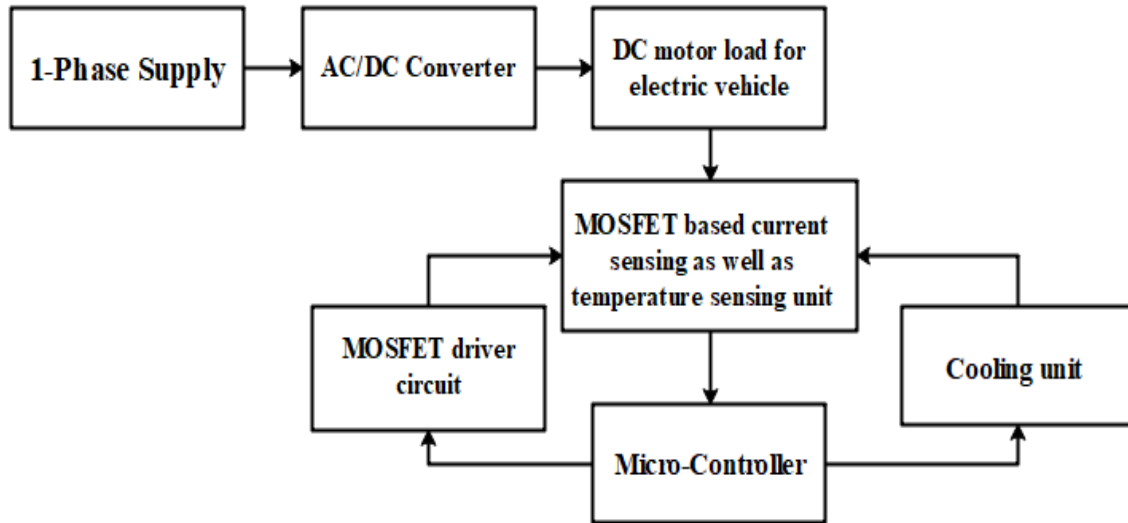 1-Phase Supply
AC/DC Converter
DC motor load for
electric vehicle
MOSFET based current
sensing as well as
temperature sensing unit
MOSFET driver
circuit
Cooling unit
Micro-Controller